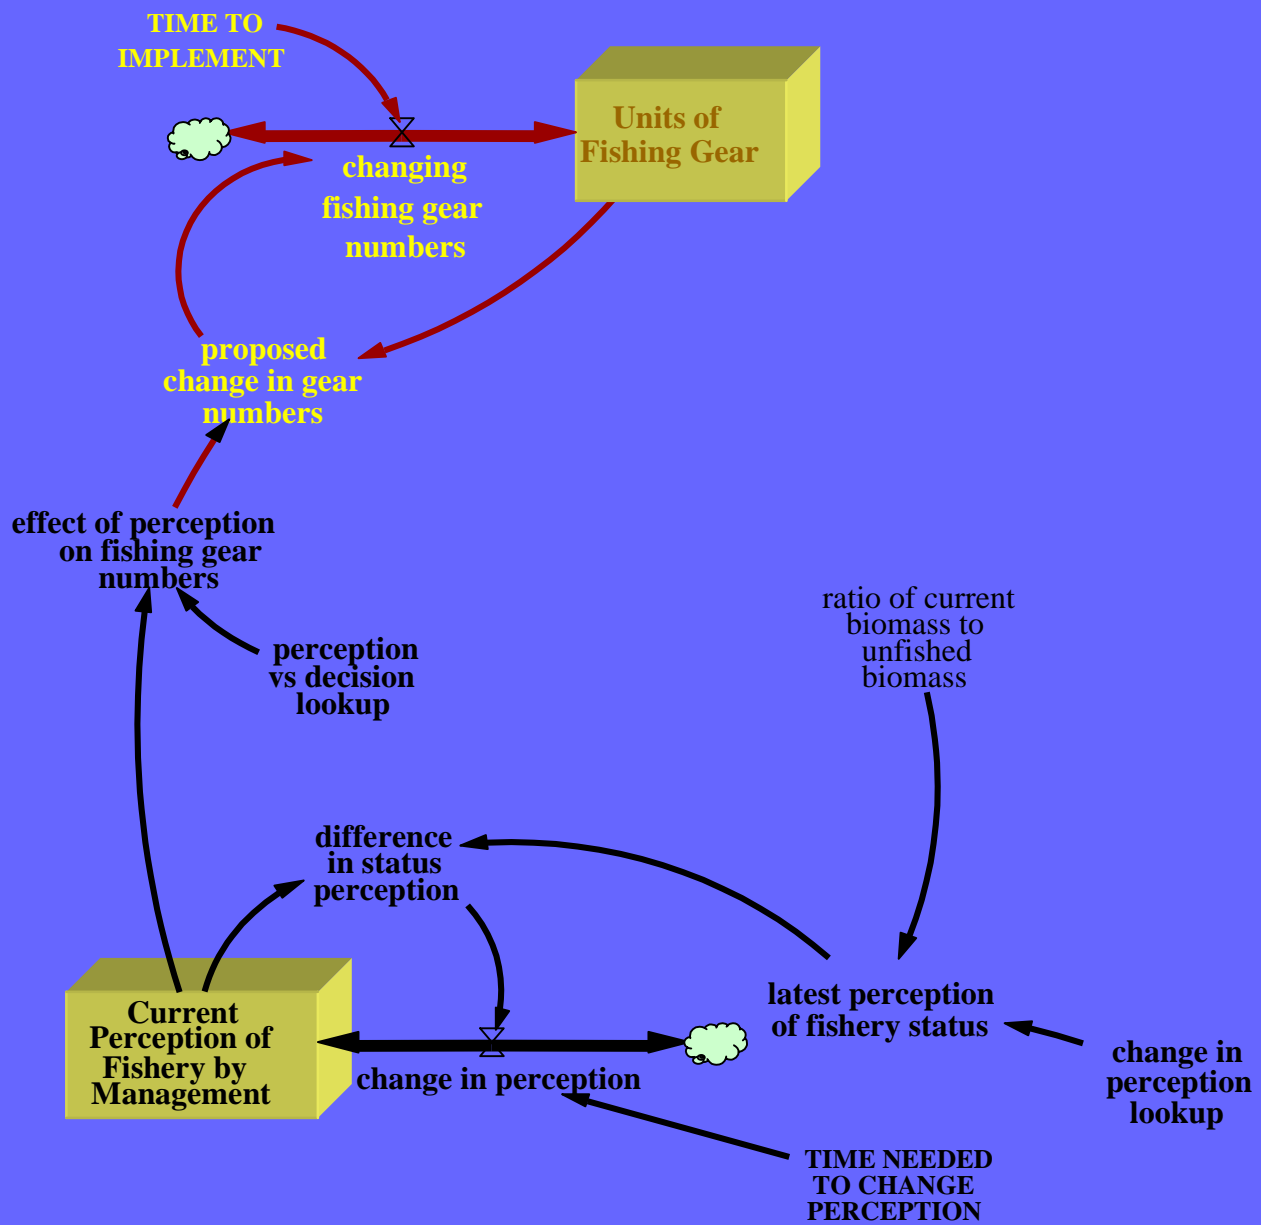 TIME TO
IMPLEMENT
Units of
Fishing Gear
changing
fishing gear
numbers
proposed
change in gear
numbers
effect of perception
on fishing gear
numbers
perception
vs decision
lookup
ratio of current
biomass to
unfished
biomass
difference
in status
perception
Current
Perception of
Fishery by
Management
change in perception
latest perception
of fishery status
change in
perception
lookup
TIME NEEDED
TO CHANGE
PERCEPTION